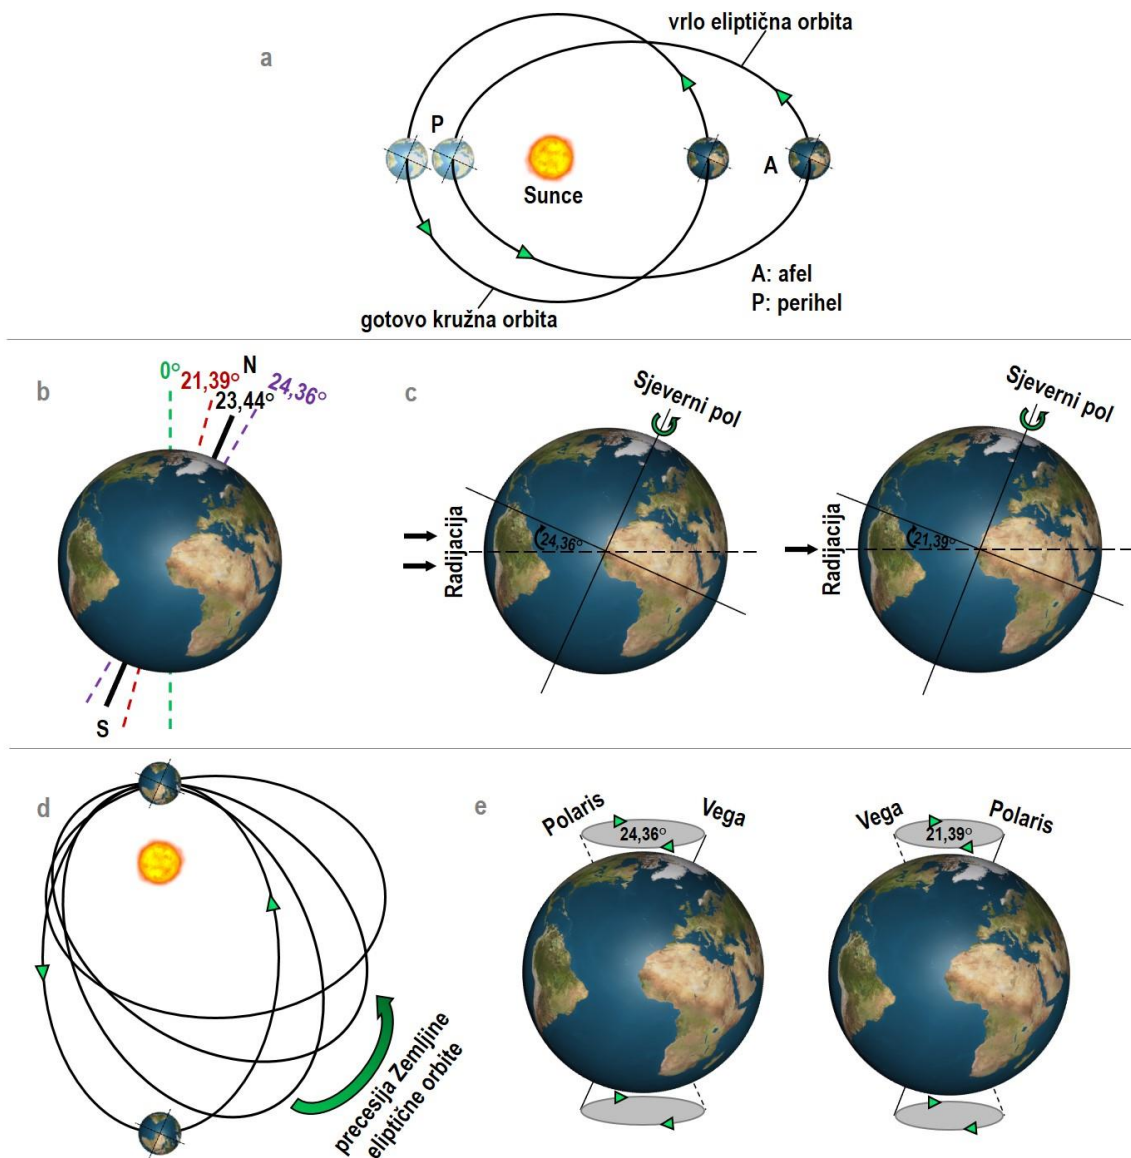 a
vrlo eliptična orbita
P
Sunce
A
A: afel
P: perihel
gotovo kružna orbita
b
0°
21,39°
N
23,44°
24,36°
S
c
Sjeverni pol
Radijacija
24,36°
Sjeverni pol
Radijacija
21,39°
d
precesija Zemljine
eliptične orbite
e
Polaris
Vega
24,36°
Vega
Polaris
21,39°